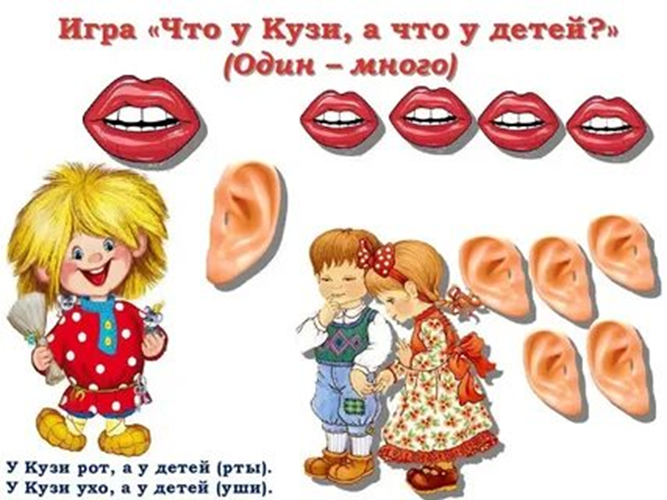 Игра «Что у Кузи, а что у детей?»
(Один – много)
У Кузи рот, а у детей (рты).
У Кузи ухо, а у детей (уши).